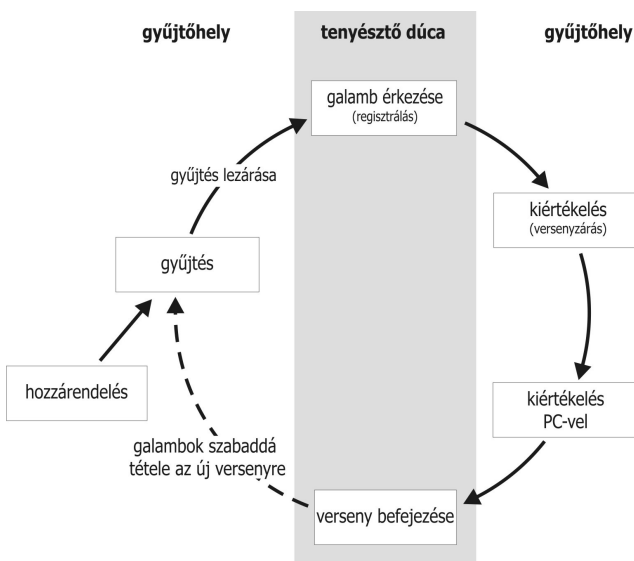 gyűjtőhely
tenyésztő dúca
gyűjtőhely
galamb érkezése
(regisztrálás)
gyűjtés lezárása
kiértékelés
(versenyzárás)
gyűjtés
hozzárendelés
kiértékelés
PC-vel
galambok szabaddá
tétele az új versenyre
verseny befejezése